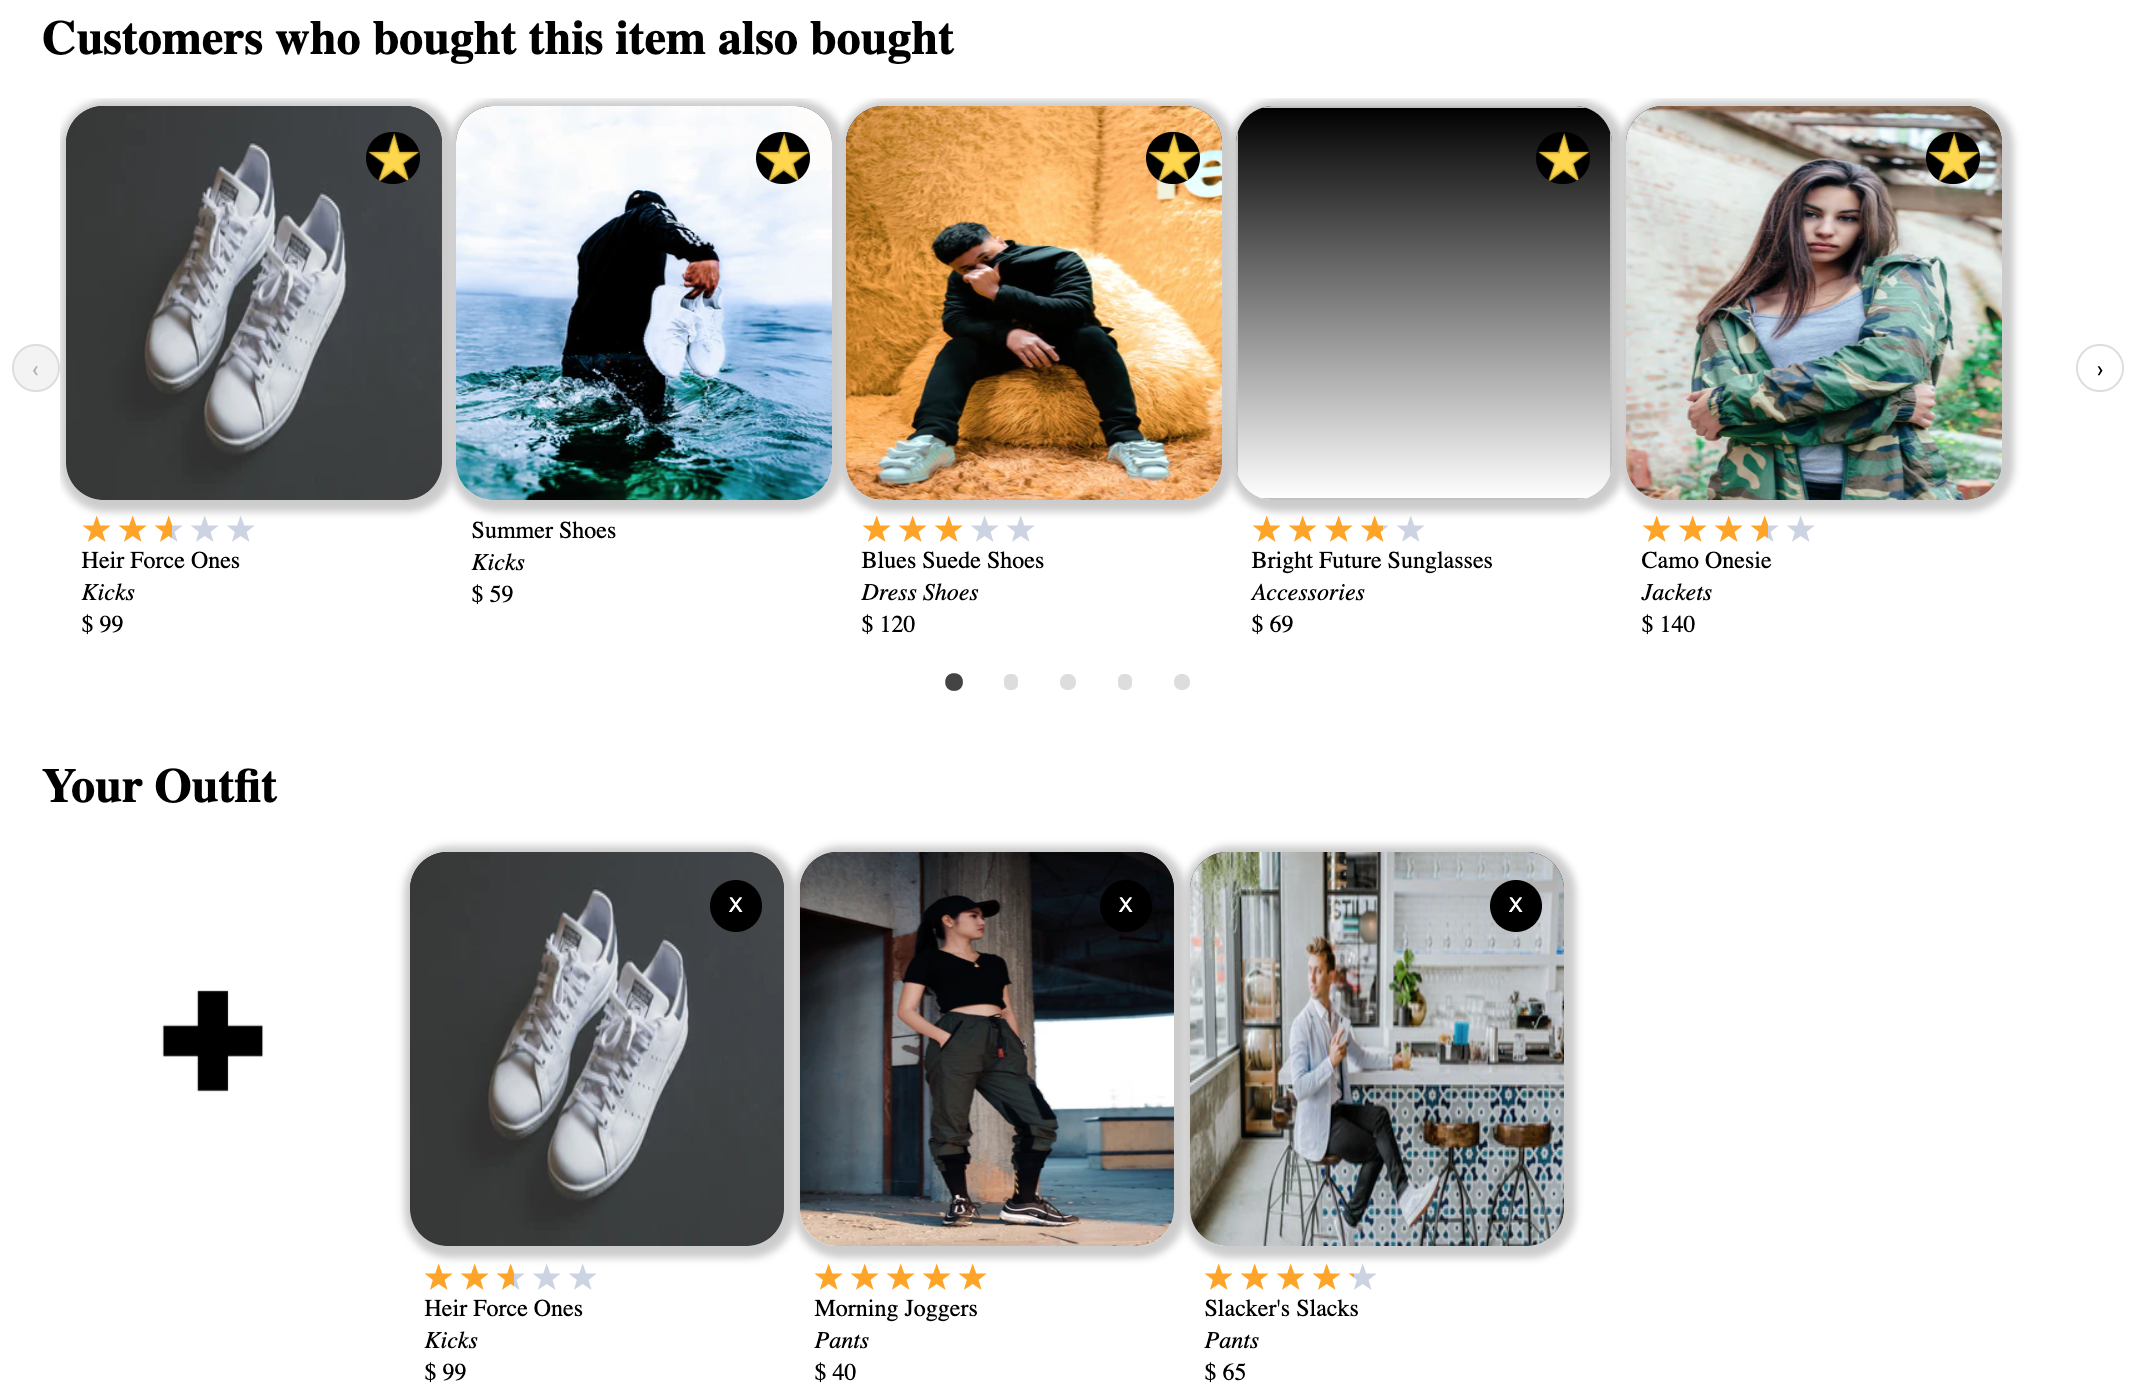 Customers who bought this item also bought
re
‹
›
Heir Force Ones
Kicks
$ 99
Summer Shoes
Kicks
$ 59
Blues Suede Shoes
Dress Shoes
$ 120
Bright Future Sunglasses
Accessories
$ 69
Camo Onesie
Jackets
$ 140
Your Outfit
X
X
X
STILL
Heir Force Ones
Kicks
$ 99
Morning Joggers
Pants
$ 40
Slacker's Slacks
Pants
$ 65